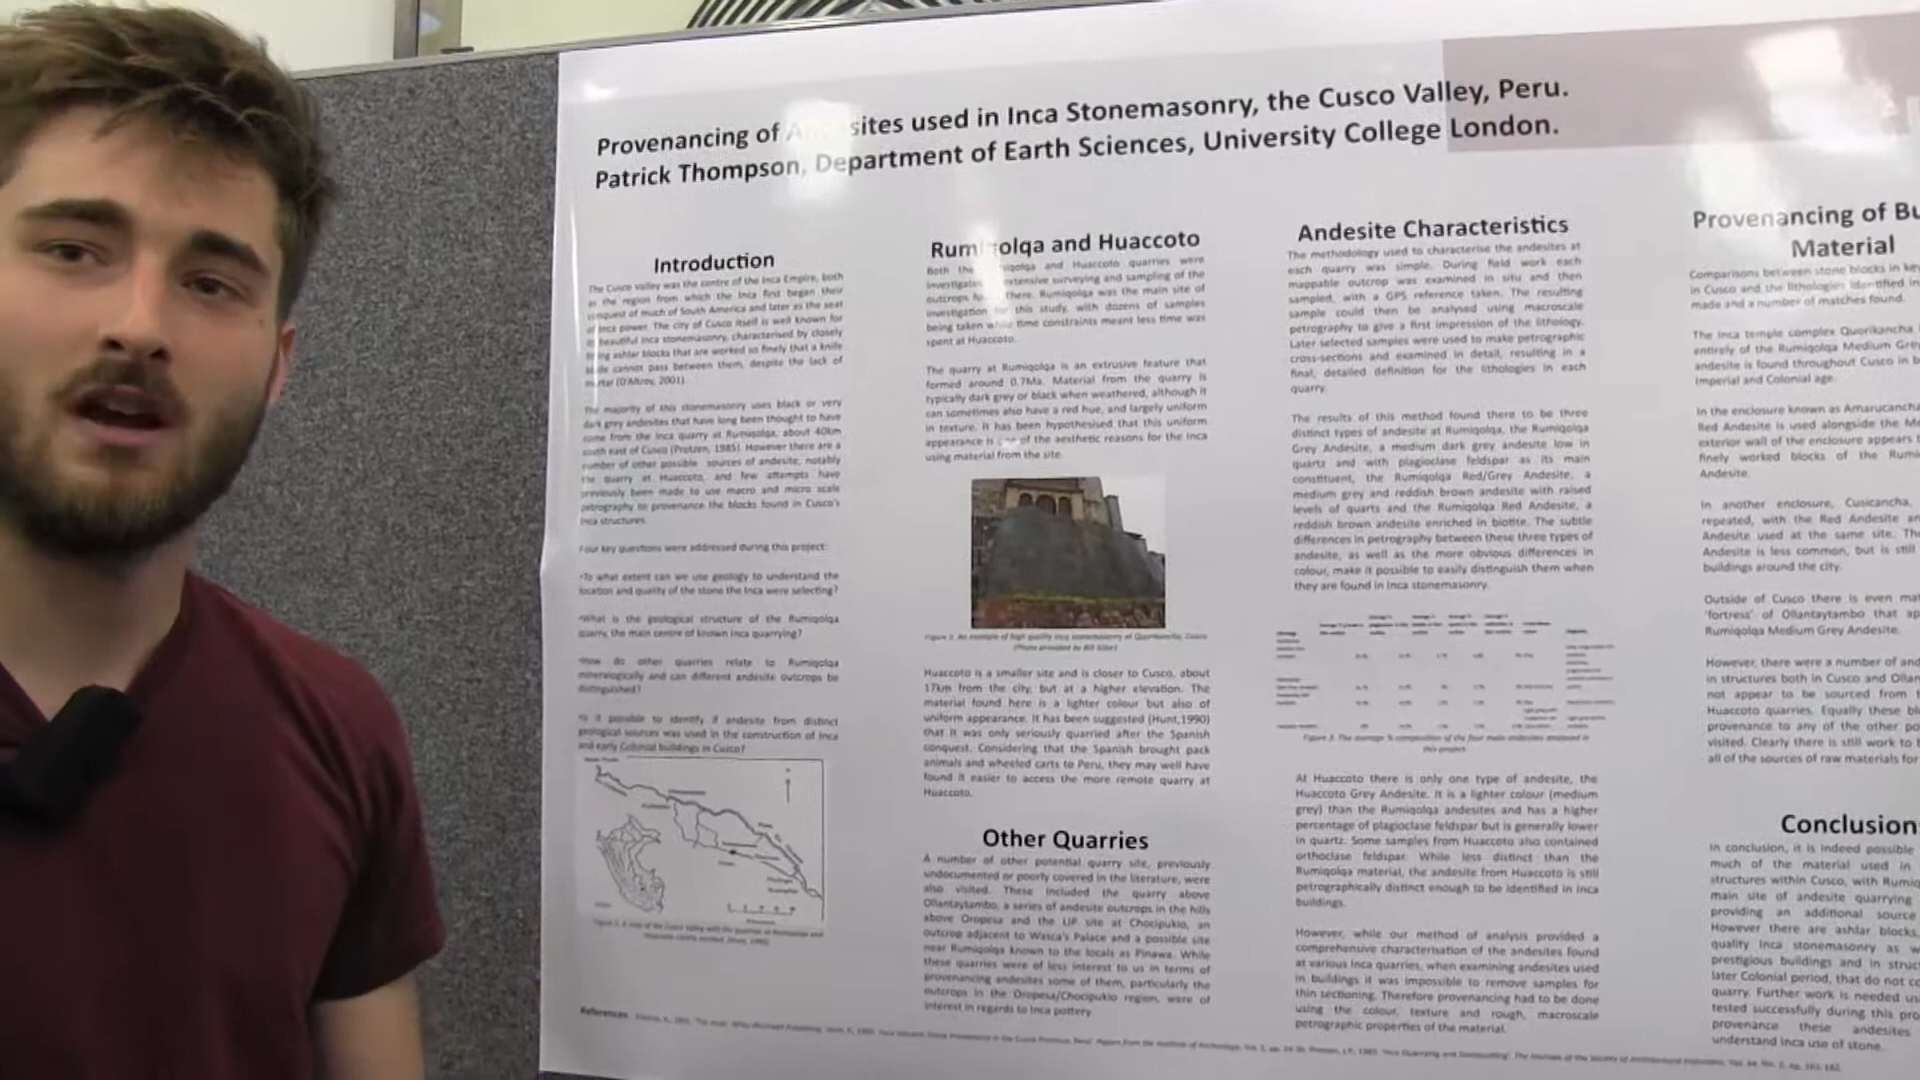 Provenancing of sites used in Inca Stonemasonry, the Cusco Valley, Peru.
Patrick Thompson, Department of Earth Sciences, University College London.
Introduction
The Cusco Valley was the centre of the Inca Empire, both
as the region from which the Inca first began their
conquest of much of South America and later as the seat
of Inca power. The city of Cusco itself is well known for
beautiful Inca stonemasonry, characterised by closely
ashlar blocks that are worked so finely that a knife
cannot pass between them, despite the lack of
(D'Altroy, 2001).
The majority of this stonemasonry uses black or very
dark grey andesites that have long been thought to have
come from the Inca quarry at Rumiqolqa, about 40km
south east of Cusco (Protzen, 1985). However there are a
number of other possible sources of andesite, notably
the quarry at Huaccoto, and few attempts have
previously been made to use macro and micro scale
petrography to provenance the blocks found in Cusco's
Inca structures.
Four key questions were addressed during this project:
•To what extent can we use geology to understand the
location and quality of the stone the Inca were selecting?
•What is the geological structure of the Rumiqolqa
quarry, the main centre of known Inca quarrying?
•How do other quarries relate to Rumiqolqa
mineralogically and can different andesite outcrops be
distinguished?
•Is it possible to identify if andesite from distinct
geological sources was used in the construction of Inca
and early Colonial buildings in Cusco?
Rumi olqa and Huaccoto
Both the iqolqa and Huaccoto quarries were
investigated extensive surveying and sampling of the
outcrops there. Rumiqolqa was the main site of
investigation for this study, with dozens of samples
being taken while time constraints meant less time was
spent at Huaccoto.
The quarry at Rumiqolqa is an extrusive feature that
formed around 0.7Ma. Material from the quarry is
typically dark grey or black when weathered, although it
can sometimes also have a red hue, and largely uniform
in texture. It has been hypothesised that this uniform
appearance is one of the aesthetic reasons for the Inca
using material from the site.
Figure 2. An example of high quality Inca stonemasonry at Qorikancha, Cusco
Huaccoto is a smaller site and is closer to Cusco, about
17km from the city, but at a higher elevation. The
material found here is a lighter colour but also of
uniform appearance. It has been suggested (Hunt,1990)
that it was only seriously quarried after the Spanish
conquest. Considering that the Spanish brought pack
animals and wheeled carts to Peru, they may well have
found it easier to access the more remote quarry at
Huaccoto.
Other Quarries
A number of other potential quarry site, previously
undocumented or poorly covered in the literature, were
also visited. These included the quarry above
Ollantaytambo, a series of andesite outcrops in the hills
above Oropesa and the LIP site at Chocipukio, an
outcrop adjacent to Wasca's Palace and a possible site
near Rumiqolqa known to the locals as Pinawa. While
these quarries were of less interest to us in terms of
provenancing andesites some of them, particularly the
outcrops in the Oropesa/Chocipukio region, were of
interest in regards to Inca pottery.
Andesite Characteristics
The methodology used to characterise the andesites at
each quarry was simple. During field work each
mappable outcrop was examined in situ and then
sampled, with a GPS reference taken. The resulting
sample could then be analysed using macroscale
petrography to give a first impression of the lithology.
Later selected samples were used to make petrographic
cross-sections and examined in detail, resulting in a
final, detailed definition for the lithologies in each
quarry.
The results of this method found there to be three
distinct types of andesite at Rumiqolqa, the Rumiqolqa
Grey Andesite, a medium dark grey andesite low in
quartz and with plagioclase feldspar as its main
constituent, the Rumiqolqa Red/Grey Andesite, a
medium grey and reddish brown andesite with raised
levels of quarts and the Rumiqolqa Red Andesite, a
reddish brown andesite enriched in biotite. The subtle
differences in petrography between these three types of
andesite, as well as the more obvious differences in
colour, make it possible to easily distinguish them when
they are found in Inca stonemasonry.
Figure 3. The average % composition of the four main andesites analysed in
this project.
At Huaccoto there is only one type of andesite, the
Huaccoto Grey Andesite. It is a lighter colour (medium
grey) than the Rumiqolqa andesites and has a higher
percentage of plagioclase feldspar but is generally lower
in quartz. Some samples from Huaccoto also contained
orthoclase feldspar. While less distinct than the
Rumiqolqa material, the andesite from Huaccoto is still
petrographically distinct enough to be identified in Inca
buildings.
However, while our method of analysis provided a
comprehensive characterisation of the andesites found
at various Inca quarries, when examining andesites used
in buildings it was impossible to remove samples for
thin sectioning. Therefore provenancing had to be done
using the colour, texture and rough, macroscale
petrographic properties of the material.
Provenancing of Bu
Material
Comparisons between stone blocks in key
in Cusco and the lithologies identified in
made and a number of matches found.
The Inca temple complex Quorikancha
entirely of the Rumiqolqa Medium Grey
andesite is found throughout Cusco in b
Imperial and Colonial age.
In the enclosure known as Amarucancha
Red Andesite is used alongside the Me
exterior wall of the enclosure appears t
finely worked blocks of the Rumi
Andesite.
In another enclosure, Cusicancha,
repeated, with the Red Andesite an
Andesite used at the same site. The
Andesite is less common, but is still
buildings around the city.
Outside of Cusco there is even mat
'fortress' of Ollantaytambo that ap
Rumiqolqa Medium Grey Andesite.
However, there were a number of and
in structures both in Cusco and Ollan
not appear to be sourced from t
Huaccoto quarries. Equally these bl
provenance to any of the other po
visited. Clearly there is still work to b
all of the sources of raw materials for
Conclusion
In conclusion, it is indeed possible
much of the material used in
structures within Cusco, with Rumiq
main site of andesite quarrying
providing an additional source
However there are ashlar blocks,
quality Inca stonemasonry as w
prestigious buildings and in struct
later Colonial period, that do not co
quarry. Further work is needed us
tested successfully during this pro
provenance these andesites
understand Inca use of stone.
References